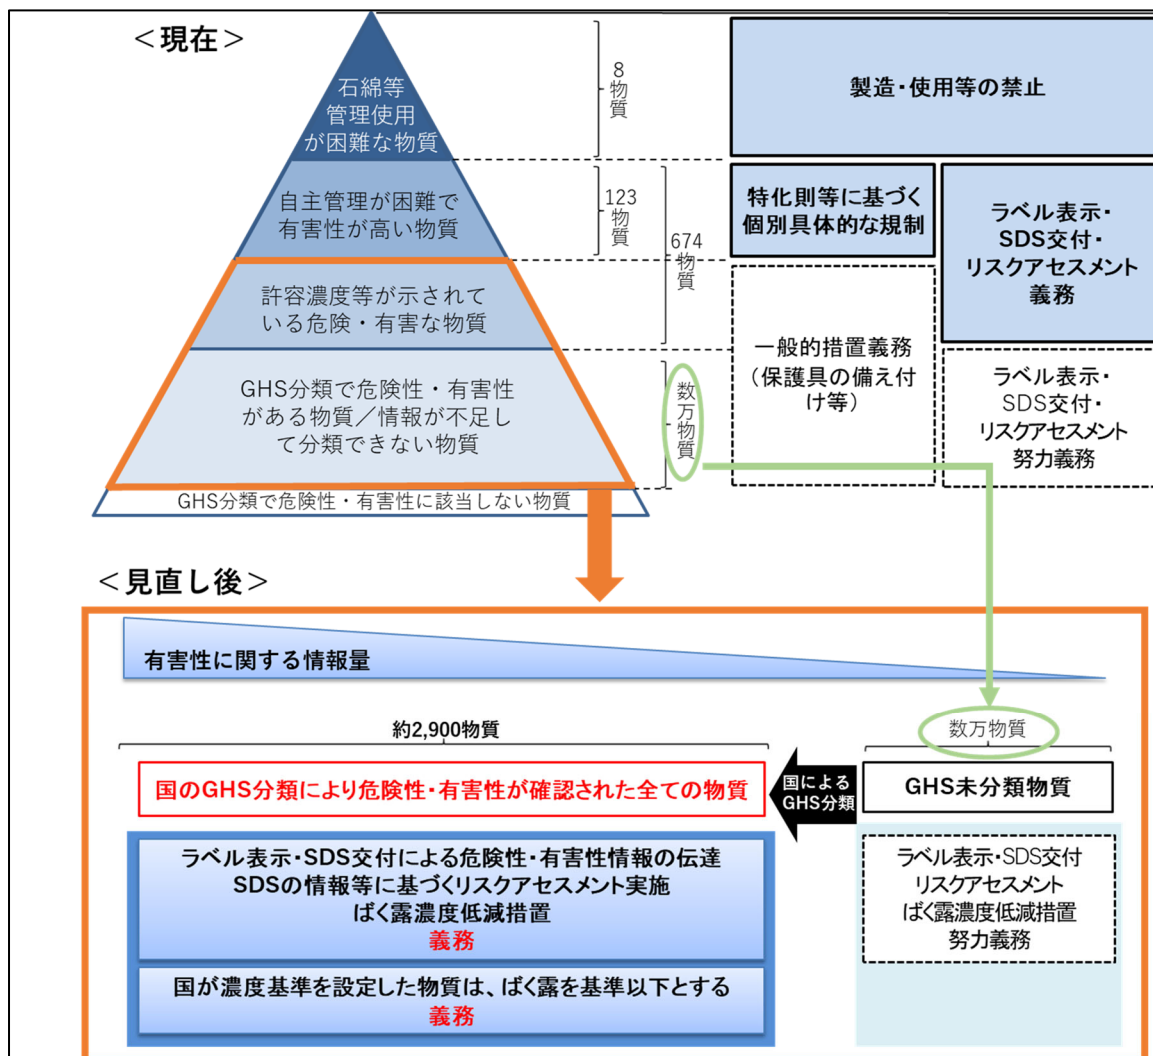 ＜現在＞
石綿等
管理使用
が困難な物質
8物質
製造・使用等の禁止
自主管理が困難で
有害性が高い物質
123物質
674物質
特化則等に基づく
個別具体的な規制
ラベル表示・
SDS交付・
リスクアセスメント
義務
許容濃度等が示されて
いる危険・有害な物質
一般的措置義務
（保護具の備え付
け等）
GHS分類で危険性・有害性
がある物質／情報が不足し
て分類できない物質
数万物質
ラベル表示・
SDS交付・
リスクアセスメント
努力義務
GHS分類で危険性・有害性に該当しない物質
＜見直し後＞
有害性に関する情報量
約2,900物質
数万物質
国のGHS分類により危険性・有害性が確認された全ての物質
国による
GHS分類
GHS未分類物質
ラベル表示・SDS交付による危険性・有害性情報の伝達
SDSの情報等に基づくリスクアセスメント実施
ばく露濃度低減措置
義務
ラベル表示・SDS交付
リスクアセスメント
ばく露濃度低減措置
努力義務
国が濃度基準を設定した物質は、ばく露を基準以下とする
義務